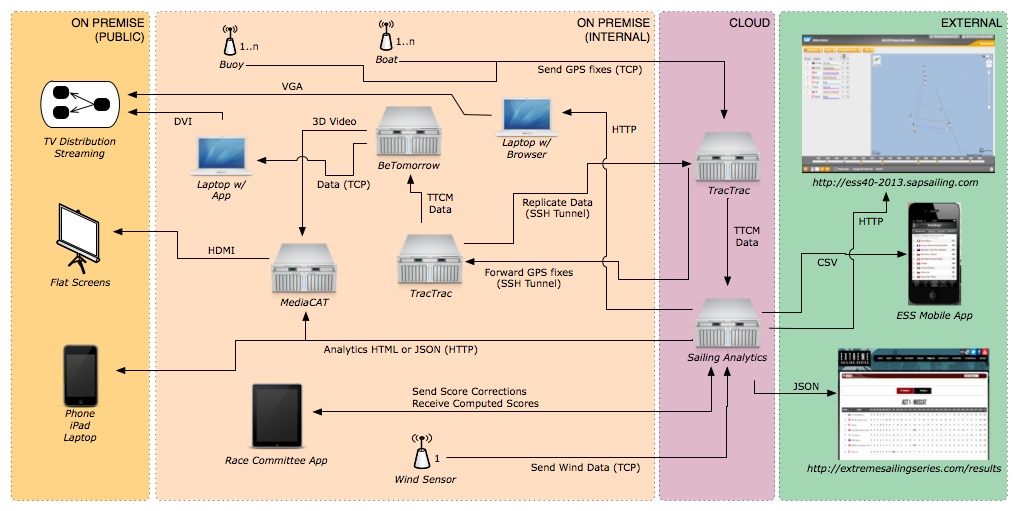 ON PREMISE
(PUBLIC)
ON PREMISE
(INTERNAL)
CLOUD
EXTERNAL
1..n
Buoy
1..n
Boat
Send GPS fixes (TCP)
VGA
DVI
TV Distribution
Streaming
Laptop w/
App
3D Video
BeTomorrow
Data (TCP)
Laptop w/
Browser
HTTP
TracTrac
http://ess40-2013.sapsailing.com
TTCM
Data
Replicate Data
(SSH Tunnel)
TTCM
Data
HTTP
HDMI
Flat Screens
MediaCAT
TracTrac
Forward GPS fixes
(SSH Tunnel)
CSV
ESS Mobile App
Sailing Analytics
Analytics HTML or JSON (HTTP)
Phone
iPad
Laptop
Send Score Corrections
Receive Computed Scores
Race Committee App
JSON
EXTREME
SAILING SERIES
ACT 1 - MUSCAT
1
Wind Sensor
Send Wind Data (TCP)
http://extremesailingseries.com/results